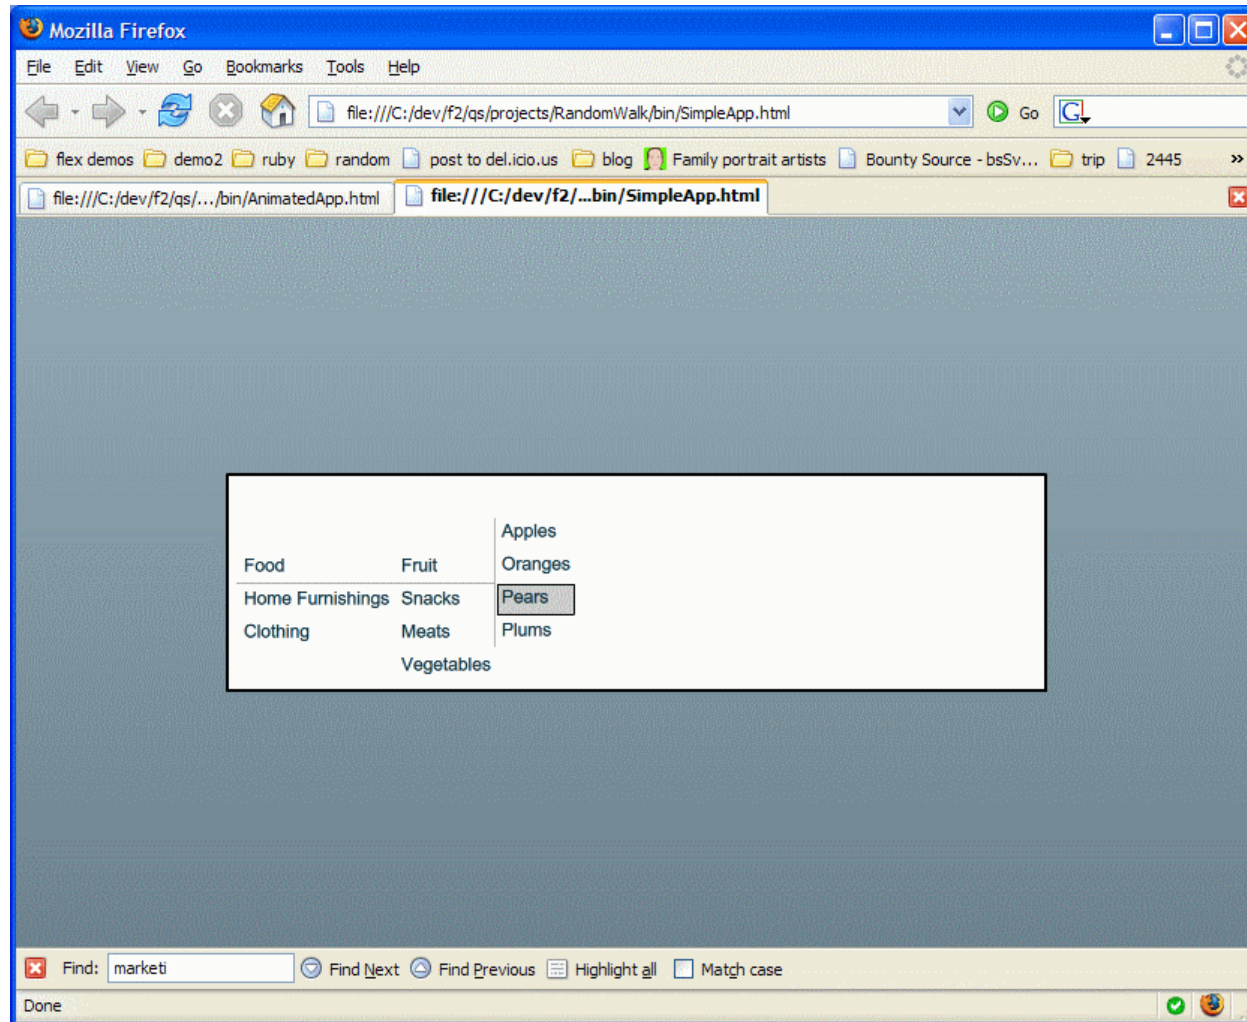 Mozilla Firefox
File Edit View Go Bookmarks Tools Help
file:///C:/dev/f2/qs/projects/RandomWalk/bin/SimpleApp.html Go G
flex demos demo2 ruby random post to del.icio.us blog Family portrait artists Bounty Source - bsSv... trip 2445 »
file:///C:/dev/f2/qs/.../bin/AnimatedApp.html file:///C:/dev/f2/...bin/SimpleApp.html
Apples
Food Fruit Oranges
Home Furnishings Snacks Pears
Clothing Meats Plums
Vegetables
Find: marketi Find Next Find Previous Highlight all Match case
Done